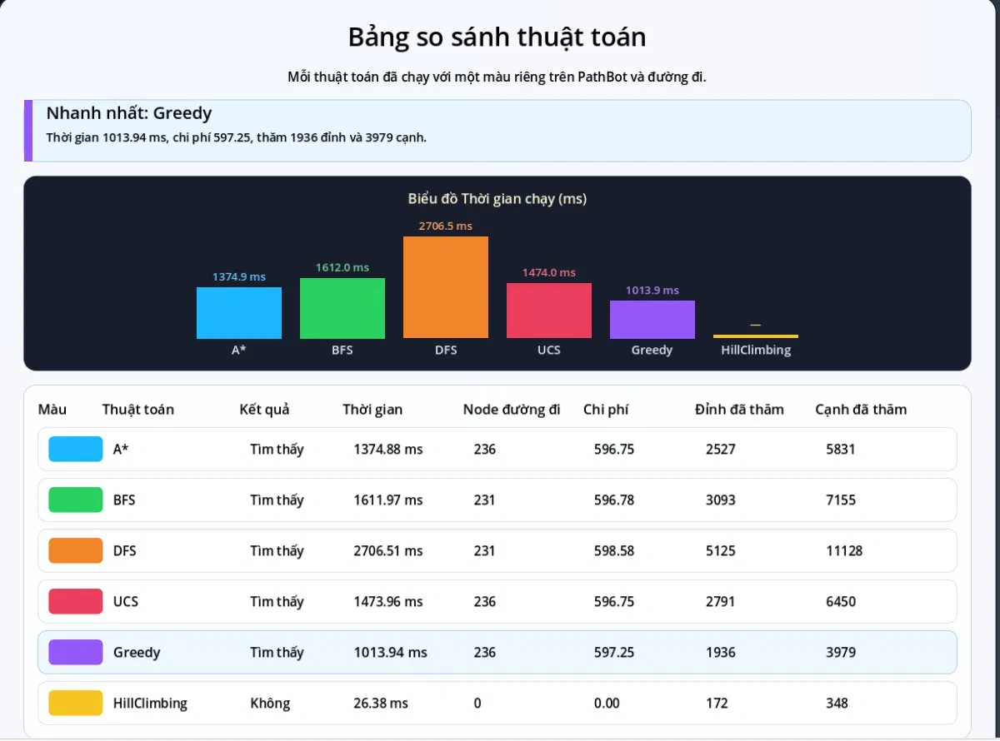 Bảng so sánh thuật toán
Mỗi thuật toán đã chạy với một màu riêng trên PathBot và đường đi.
Nhanh nhất: Greedy
Thời gian 1013.94 ms, chi phí 597.25, thăm 1936 đỉnh và 3979 cạnh.
Biểu đồ Thời gian chạy (ms)
1374.9 ms 1612.0 ms 2706.5 ms 1474.0 ms 1013.9 ms —
A* BFS DFS UCS Greedy HillClimbing
Màu Thuật toán Kết quả Thời gian Node đường đi Chi phí Đỉnh đã thăm Cạnh đã thăm
A* Tìm thấy 1374.88 ms 236 596.75 2527 5831
BFS Tìm thấy 1611.97 ms 231 596.78 3093 7155
DFS Tìm thấy 2706.51 ms 231 598.58 5125 11128
UCS Tìm thấy 1473.96 ms 236 596.75 2791 6450
Greedy Tìm thấy 1013.94 ms 236 597.25 1936 3979
HillClimbing Không 26.38 ms 0 0.00 172 348